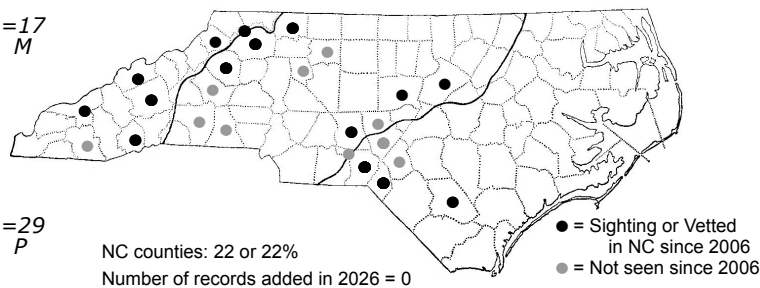 =17
M
=29
P
NC counties: 22 or 22%
Number of records added in 2026 = 0
= Sighting or Vetted
in NC since 2006
= Not seen since 2006